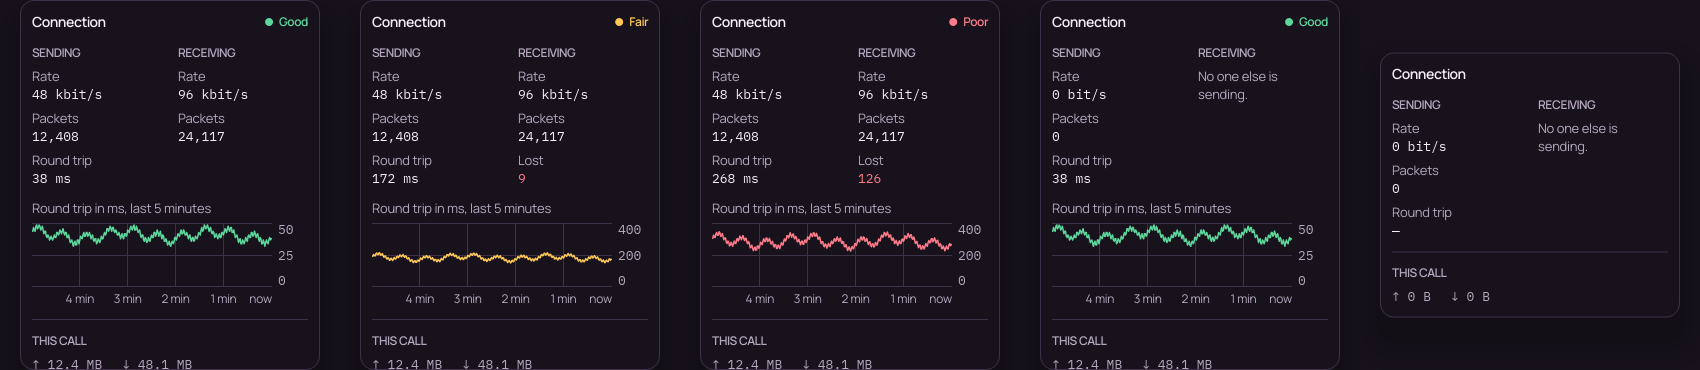 Connection
Good
SENDING
RECEIVING
Rate
Rate
48 kbit/s
96 kbit/s
Packets
Packets
12,408
24,117
Round trip
38 ms
Round trip in ms, last 5 minutes
50
25
0
4 min
3 min
2 min
1 min
now
THIS CALL
↑ 12.4 MB ↓ 48.1 MB
Connection
Fair
SENDING
RECEIVING
Rate
Rate
48 kbit/s
96 kbit/s
Packets
Packets
12,408
24,117
Round trip
Lost
172 ms
9
Round trip in ms, last 5 minutes
400
200
0
4 min
3 min
2 min
1 min
now
THIS CALL
↑ 12.4 MB ↓ 48.1 MB
Connection
Poor
SENDING
RECEIVING
Rate
Rate
48 kbit/s
96 kbit/s
Packets
Packets
12,408
24,117
Round trip
Lost
268 ms
126
Round trip in ms, last 5 minutes
400
200
0
4 min
3 min
2 min
1 min
now
THIS CALL
↑ 12.4 MB ↓ 48.1 MB
Connection
Good
SENDING
RECEIVING
Rate
No one else is
0 bit/s
sending.
Packets
0
Round trip
38 ms
Round trip in ms, last 5 minutes
50
25
0
4 min
3 min
2 min
1 min
now
THIS CALL
↑ 12.4 MB ↓ 48.1 MB
Connection
SENDING
RECEIVING
Rate
No one else is
0 bit/s
sending.
Packets
0
Round trip
—
THIS CALL
↑ 0 B ↓ 0 B